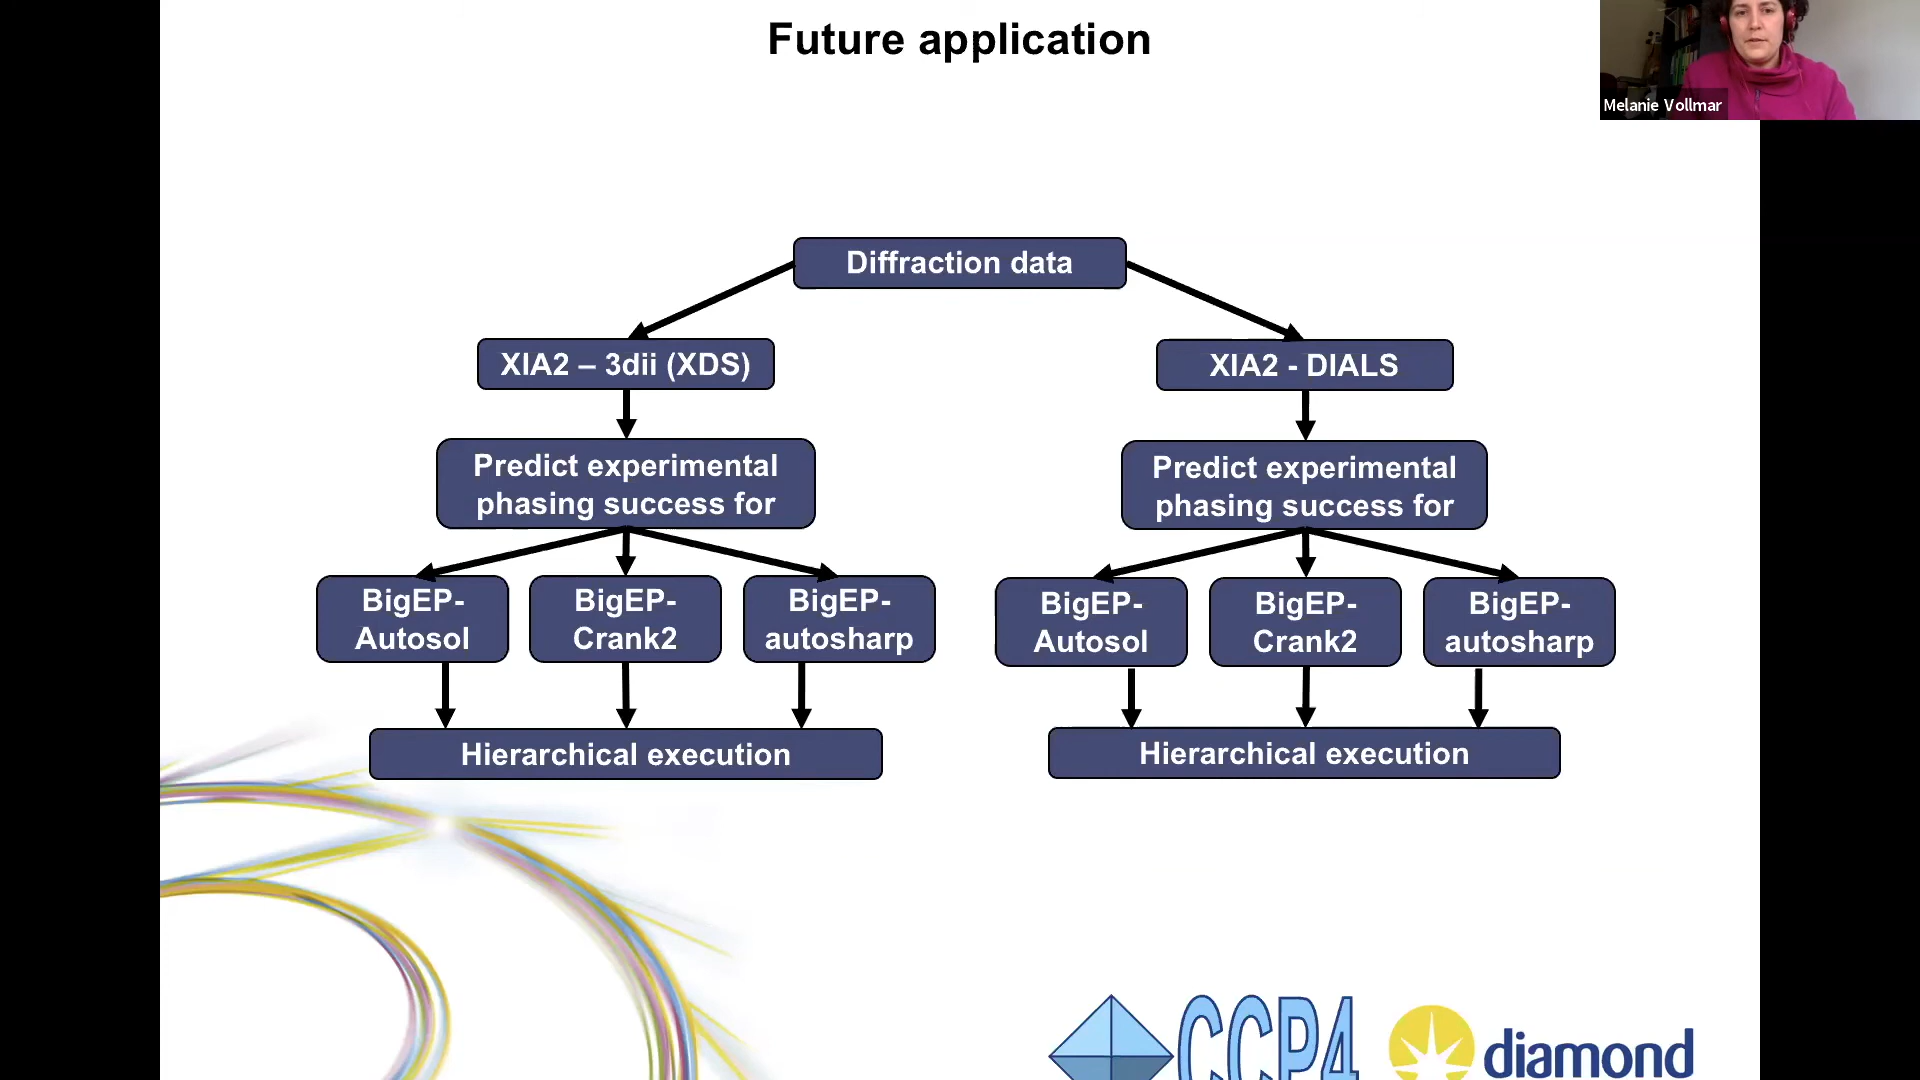 Future application
Melanie Vollmar
Diffraction data
XIA2 – 3dii (XDS)
XIA2 - DIALS
Predict experimental
phasing success for
Predict experimental
phasing success for
BigEP-
Autosol
BigEP-
Crank2
BigEP-
autosharp
BigEP-
Autosol
BigEP-
Crank2
BigEP-
autosharp
Hierarchical execution
Hierarchical execution
CCP4
diamond